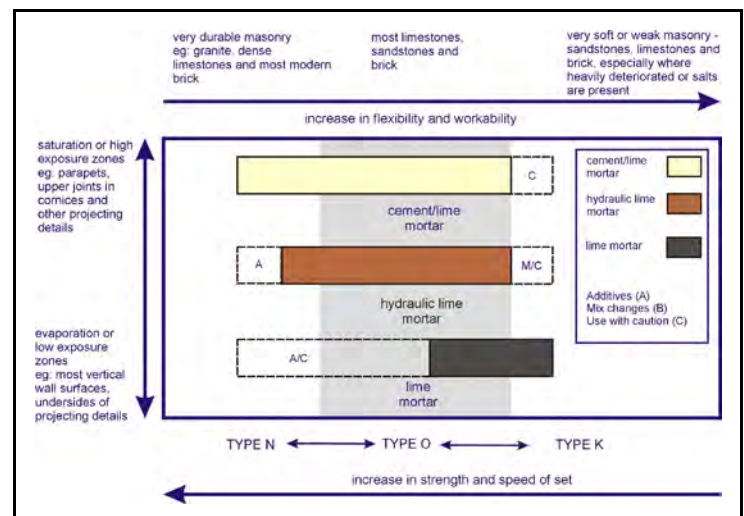 very durable masonry
eg: granite, dense
limestones and most modern
brick
most limestones,
sandstones and
brick
very soft or weak masonry -
sandstones, limestones and
brick, especially where
heavily deteriorated or salts
are present
increase in flexibility and workability
saturation or high
exposure zones
eg: parapets,
upper joints in
cornices and
other projecting
details
evaporation or
low exposure
zones
eg: most vertical
wall surfaces,
undersides of
projecting details
C
cement/lime
mortar
A
M/C
hydraulic lime
mortar
A/C
lime
mortar
cement/lime
mortar
hydraulic lime
mortar
lime mortar
Additives (A)
Mix changes (B)
Use with caution (C)
TYPE N
TYPE O
TYPE K
increase in strength and speed of set